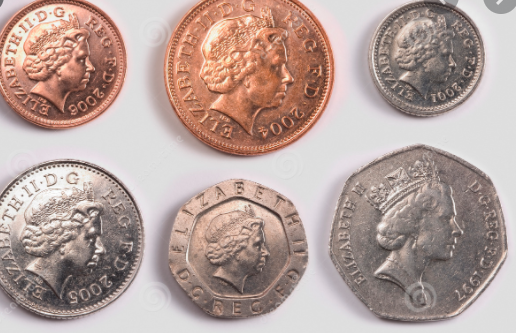 ELIZABETH·II·D·G REG·F·D·2006
ELIZABETH·II·D·G REG·F·D·2004
ELIZABETH·II·D·G REG·F·D·2001
ELIZABETH·II·D·G REG·F·D·2005
ELIZABETH II D G REG F
ELIZABETH II D·G·REG·F·D·1997